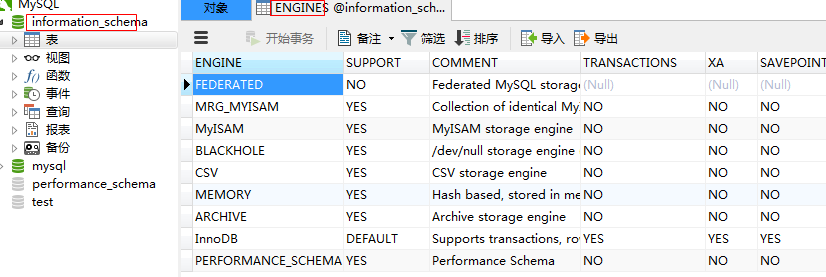 MySQL
information_schema
表
视图
函数
事件
查询
报表
备份
mysql
performance_schema
test
对象 ENGINES @information_sch...
开始事务 备注 筛选 排序 导入 导出
ENGINE SUPPORT COMMENT TRANSACTIONS XA SAVEPOINT
FEDERATED NO Federated MySQL storag (Null) (Null) (Null)
MRG_MYISAM YES Collection of identical My NO NO NO
MyISAM YES MyISAM storage engine NO NO NO
BLACKHOLE YES /dev/null storage engine NO NO NO
CSV YES CSV storage engine NO NO NO
MEMORY YES Hash based, stored in me NO NO NO
ARCHIVE YES Archive storage engine NO NO NO
InnoDB DEFAULT Supports transactions, ro YES YES YES
PERFORMANCE_SCHEMA YES Performance Schema NO NO NO